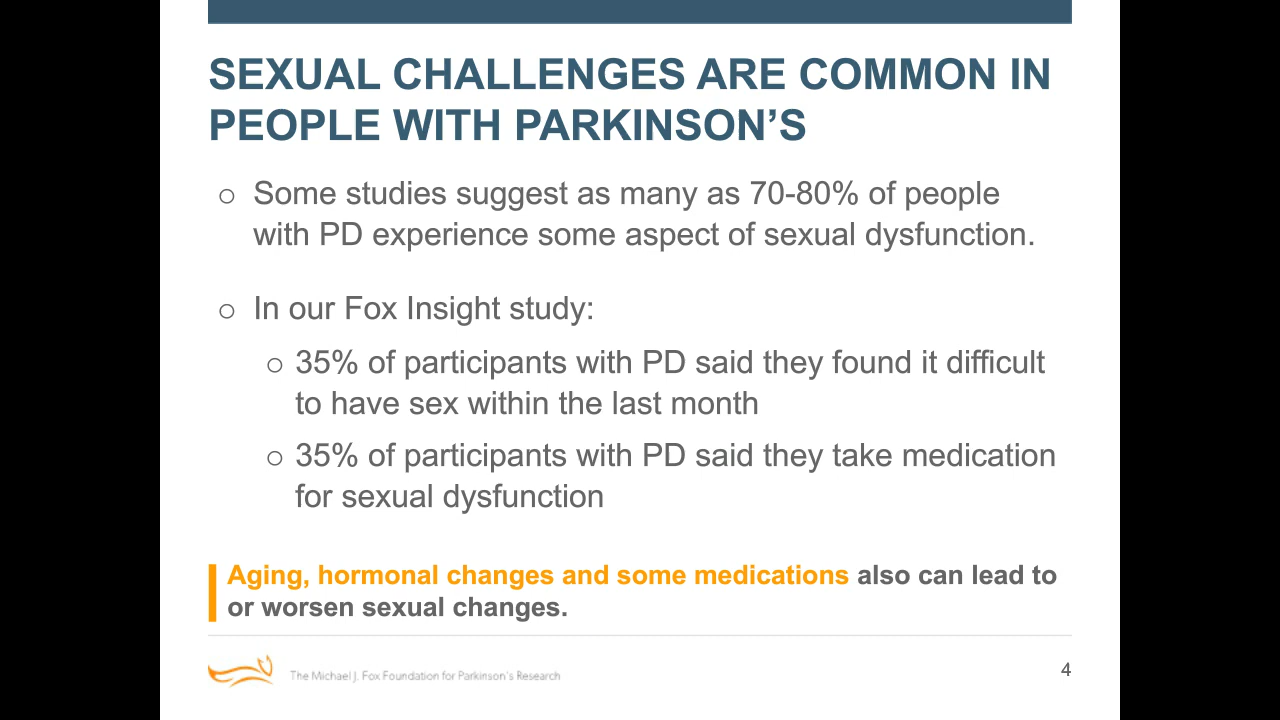 SEXUAL CHALLENGES ARE COMMON IN
PEOPLE WITH PARKINSON’S
○ Some studies suggest as many as 70-80% of people
with PD experience some aspect of sexual dysfunction.
○ In our Fox Insight study:
○ 35% of participants with PD said they found it difficult
to have sex within the last month
○ 35% of participants with PD said they take medication
for sexual dysfunction
Aging, hormonal changes and some medications also can lead to
or worsen sexual changes.
The Michael J. Fox Foundation for Parkinson's Research
4